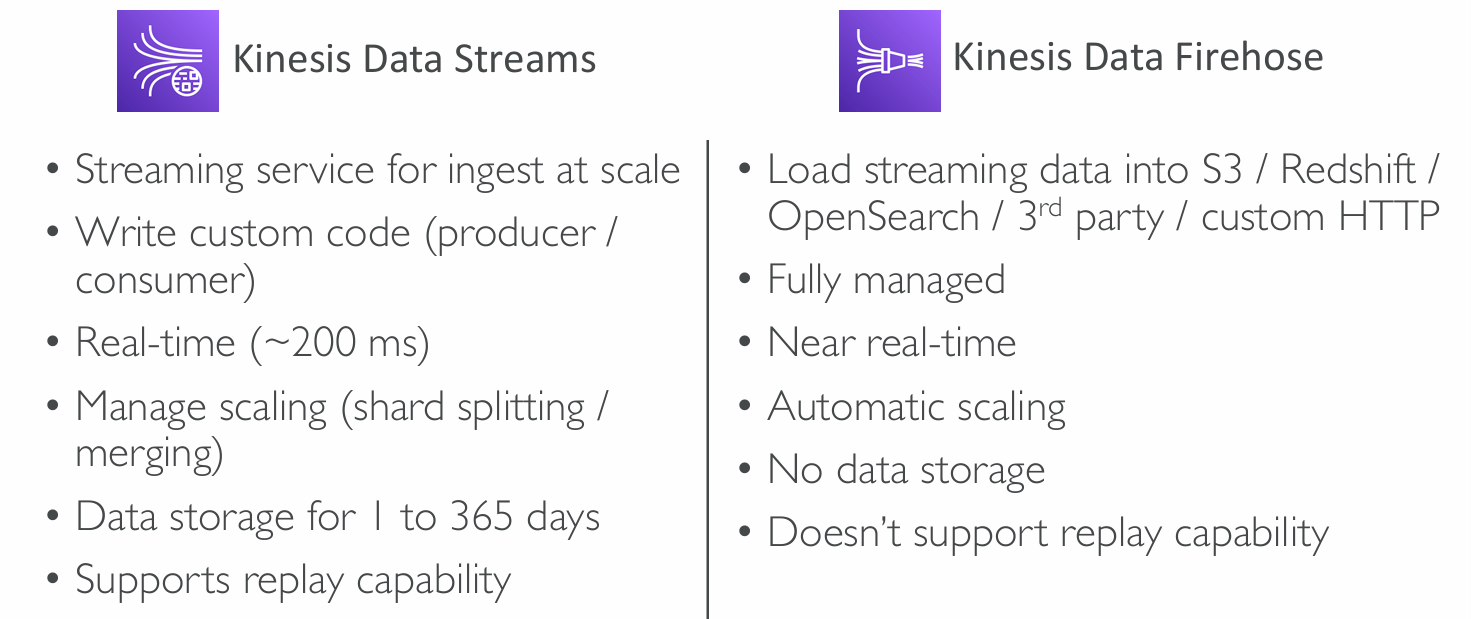 Kinesis Data Streams
• Streaming service for ingest at scale
• Write custom code (producer /
consumer)
• Real-time (~200 ms)
• Manage scaling (shard splitting /
merging)
• Data storage for 1 to 365 days
• Supports replay capability
Kinesis Data Firehose
• Load streaming data into S3 / Redshift /
OpenSearch / 3rd party / custom HTTP
• Fully managed
• Near real-time
• Automatic scaling
• No data storage
• Doesn’t support replay capability